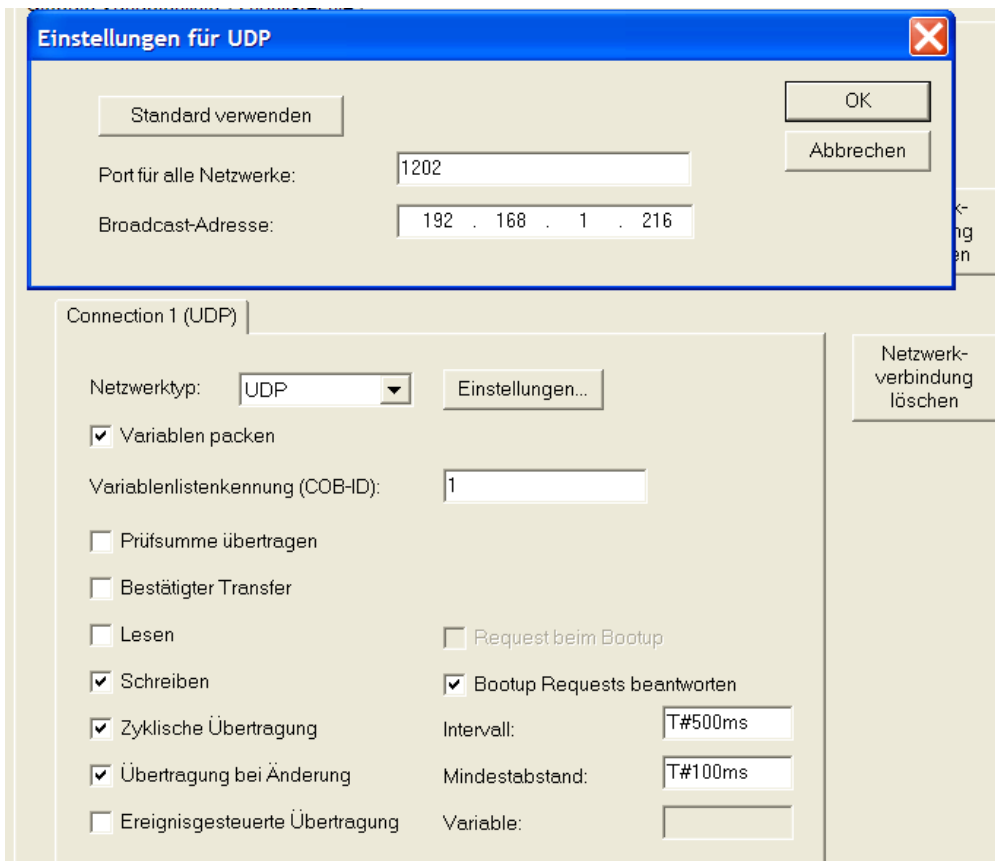 Einstellungen für UDP
Standard verwenden
OK
Abbrechen
Port für alle Netzwerke:
1202
Broadcast-Adresse:
192 . 168 . 1 . 216
Connection 1 (UDP)
Netzwerktyp:
UDP
Einstellungen...
Netzwerk-
verbindung
löschen
Variablen packen
Variablenlistenkennung (COB-ID):
1
Prüfsumme übertragen
Bestätigter Transfer
Lesen
Request beim Bootup
Schreiben
Bootup Requests beantworten
Zyklische Übertragung
Intervall:
T#500ms
Übertragung bei Änderung
Mindestabstand:
T#100ms
Ereignisgesteuerte Übertragung
Variable: